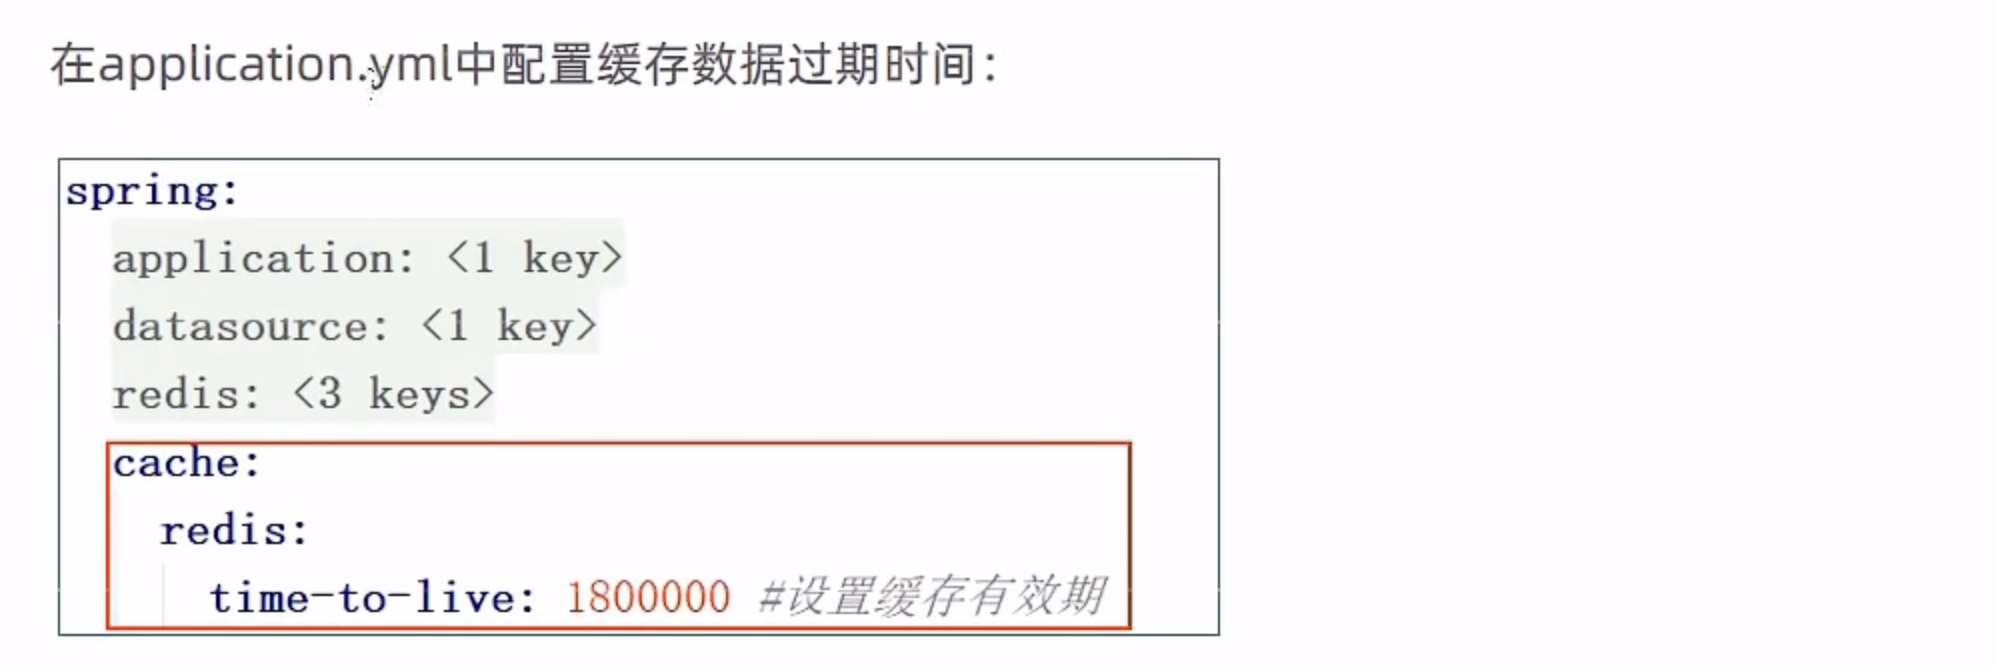 在application.yml中配置缓存数据过期时间：
spring:
application: <1 key>
datasource: <1 key>
redis: <3 keys>
cache:
redis:
time-to-live: 1800000 #设置缓存有效期